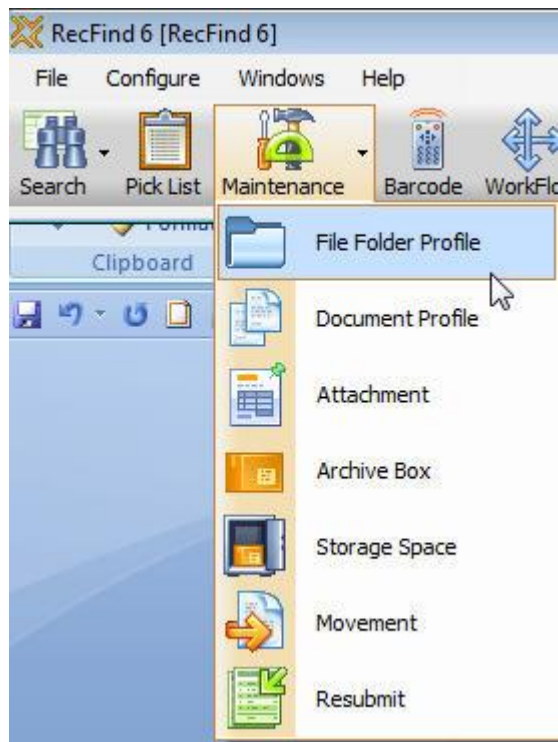 RecFind 6 [RecFind 6]
File Configure Windows Help
Search Pick List Maintenance Barcode
Clipboard
File Folder Profile
Document Profile
Attachment
Archive Box
Storage Space
Movement
Resubmit